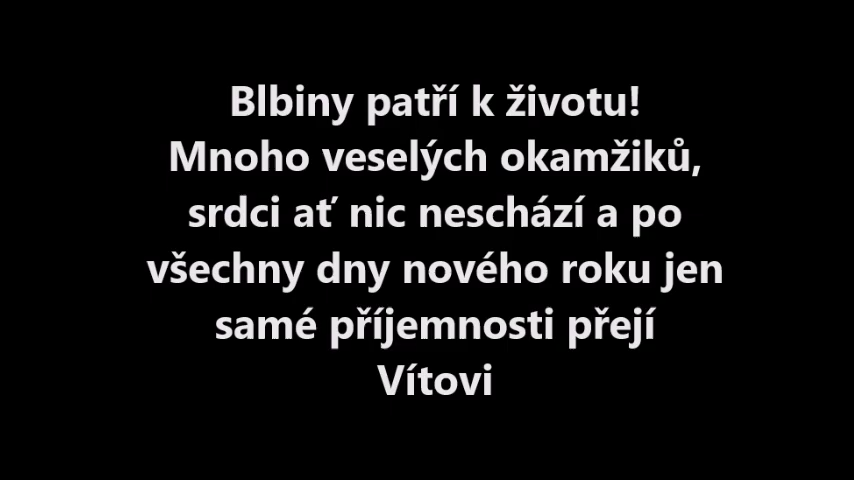 Blbiny patří k životu!
Mnoho veselých okamžiků,
srdci ať nic neschází a po
všechny dny nového roku jen
samé příjemnosti přejí
Vítovi